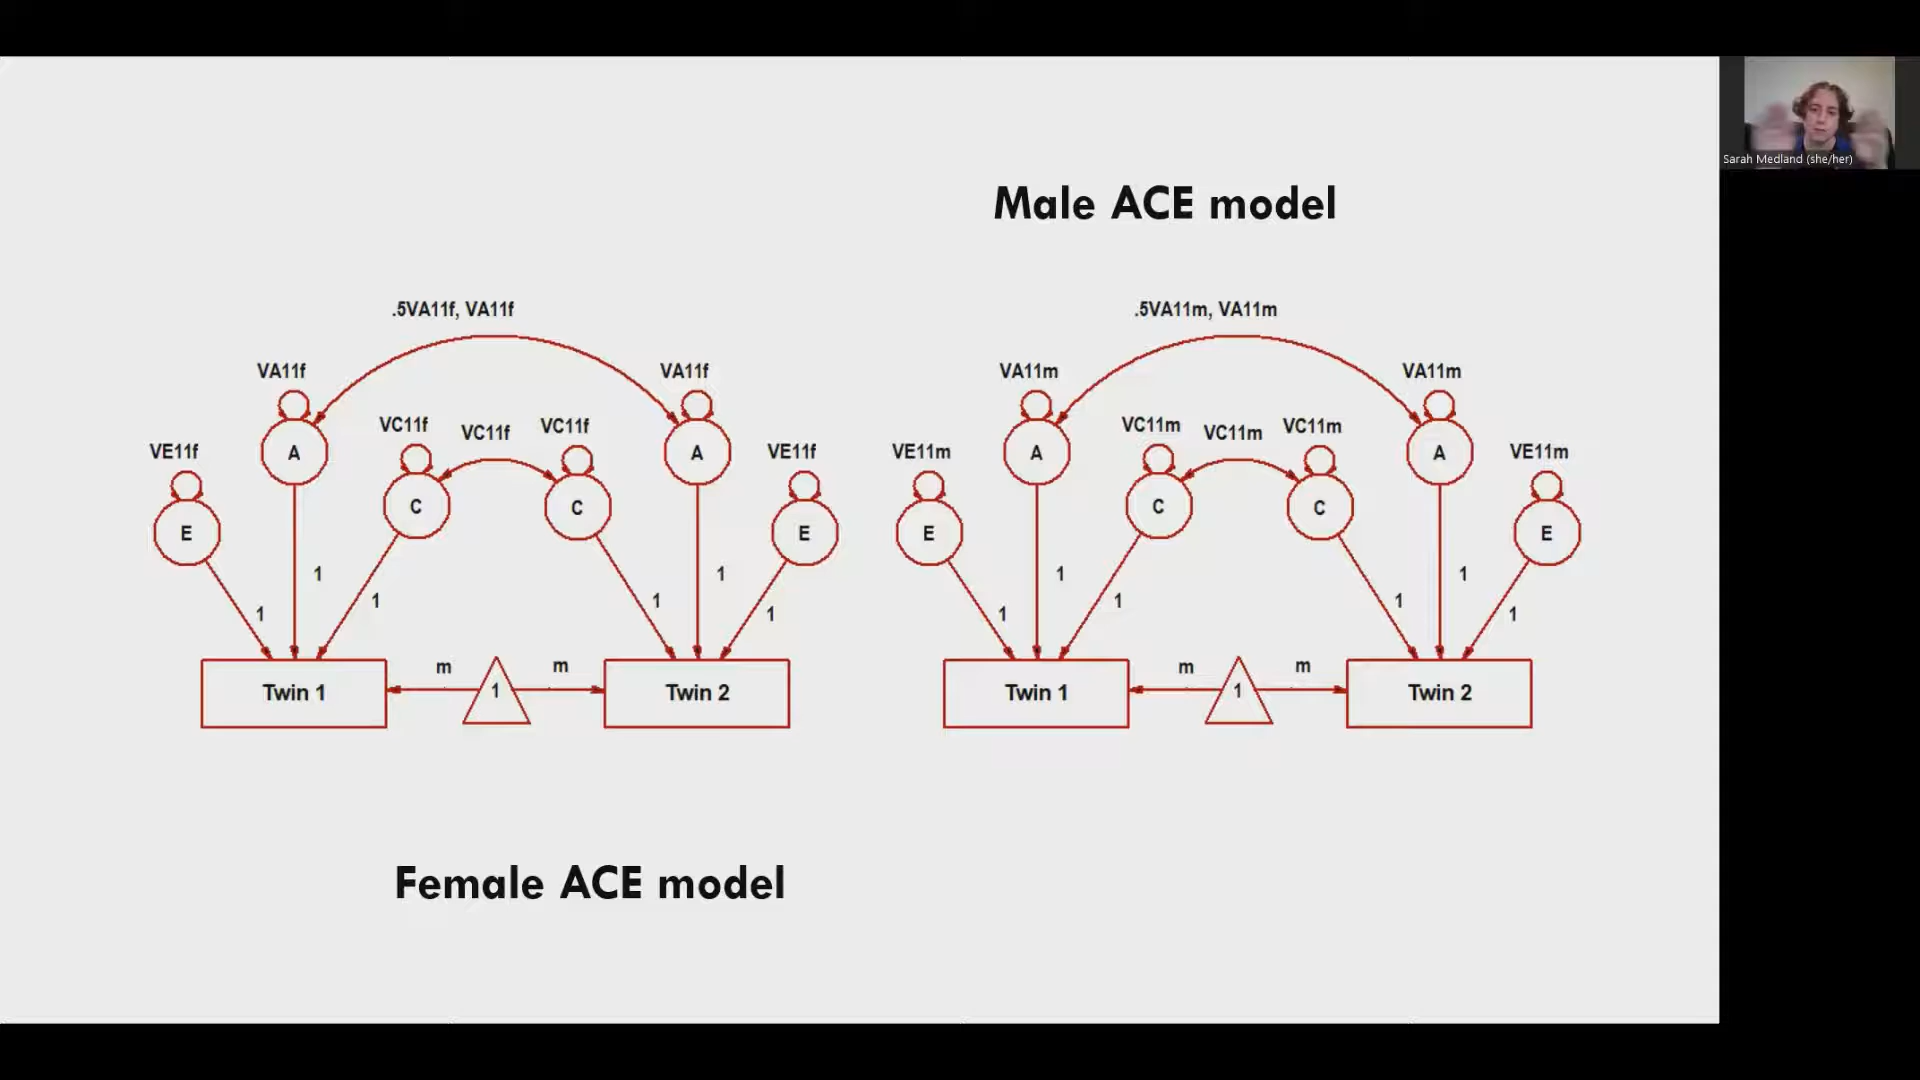 Sarah Medland (she/her)
Male ACE model
.5VA11f, VA11f
VA11f
VA11f
VC11f
VC11f
VC11f
VE11f
VE11f
A
A
C
C
E
E
1
1
1
1
1
1
m
m
Twin 1
1
Twin 2
.5VA11m, VA11m
VA11m
VA11m
VC11m
VC11m
VC11m
VE11m
VE11m
A
A
C
C
E
E
1
1
1
1
1
1
m
m
Twin 1
1
Twin 2
Female ACE model